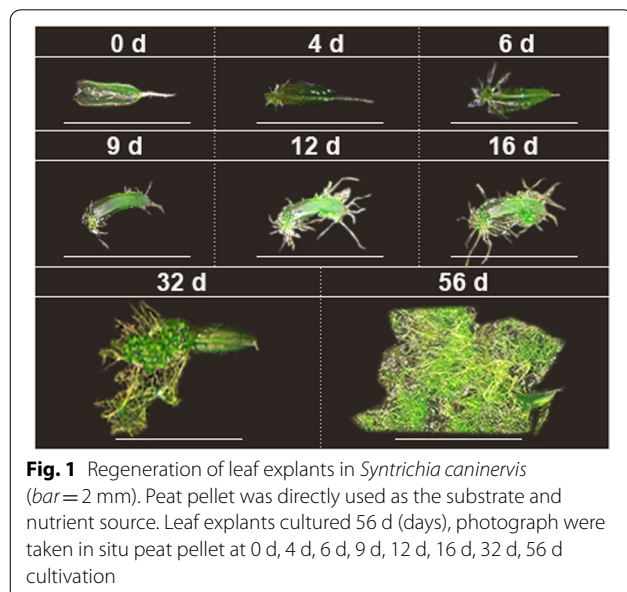 0 d 4 d 6 d
9 d 12 d 16 d
32 d 56 d
Fig. 1 Regeneration of leaf explants in Syntrichia caninervis
(bar = 2 mm). Peat pellet was directly used as the substrate and
nutrient source. Leaf explants cultured 56 d (days), photograph were
taken in situ peat pellet at 0 d, 4 d, 6 d, 9 d, 12 d, 16 d, 32 d, 56 d
cultivation